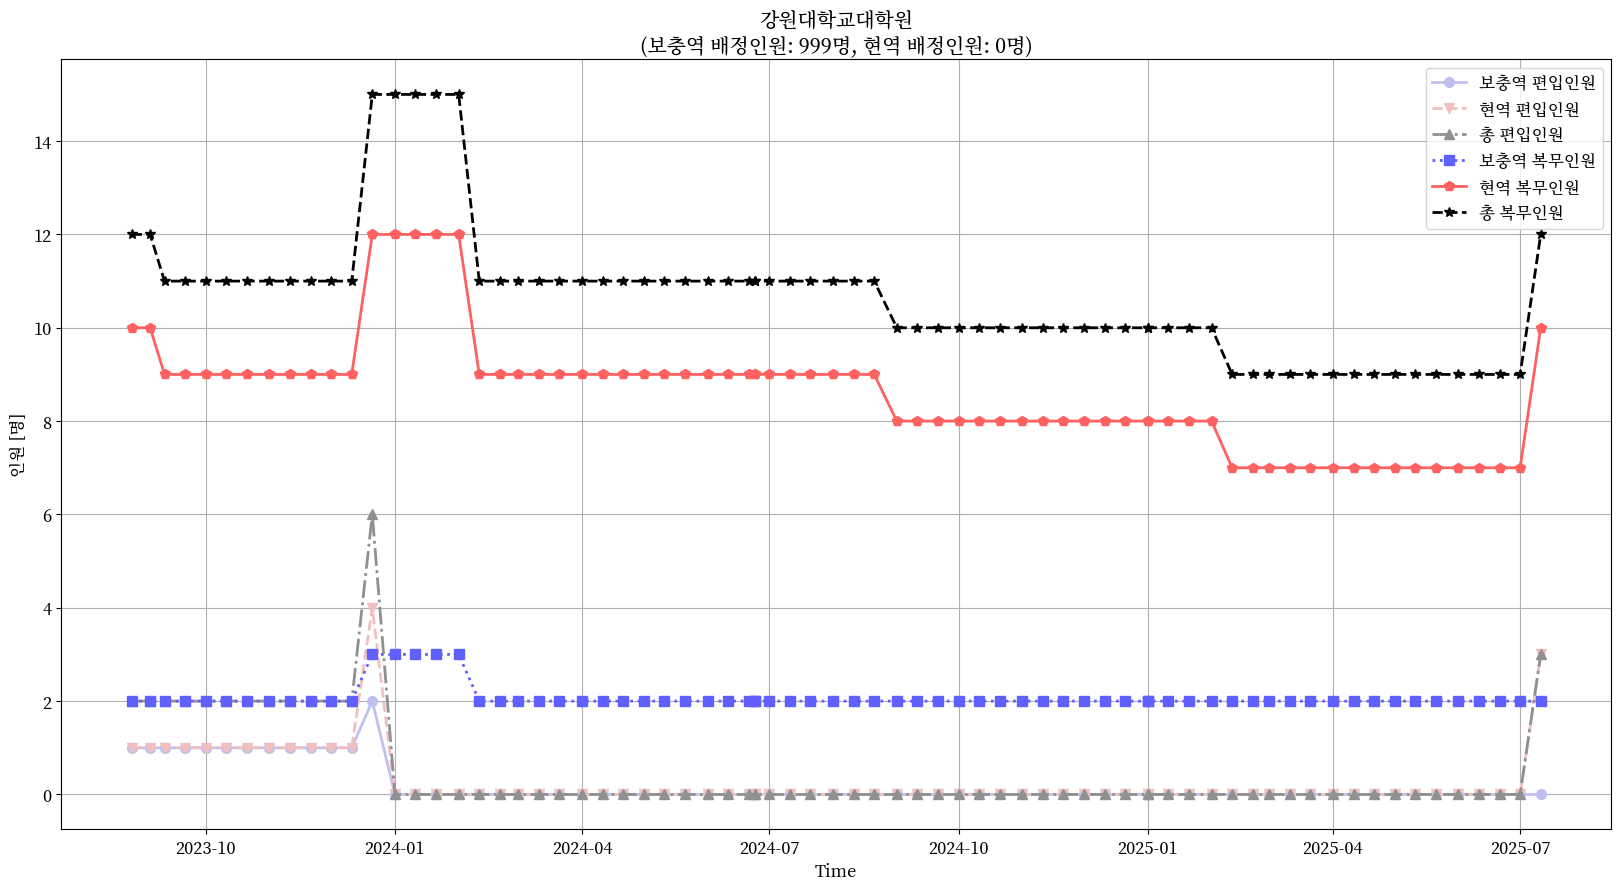 강원대학교대학원
(보충역 배정인원: 999명, 현역 배정인원: 0명)
보충역 편입인원
현역 편입인원
총 편입인원
보충역 복무인원
현역 복무인원
총 복무인원
인원 [명]
14
12
10
8
6
4
2
0
2023-10
2024-01
2024-04
2024-07
2024-10
2025-01
2025-04
2025-07
Time